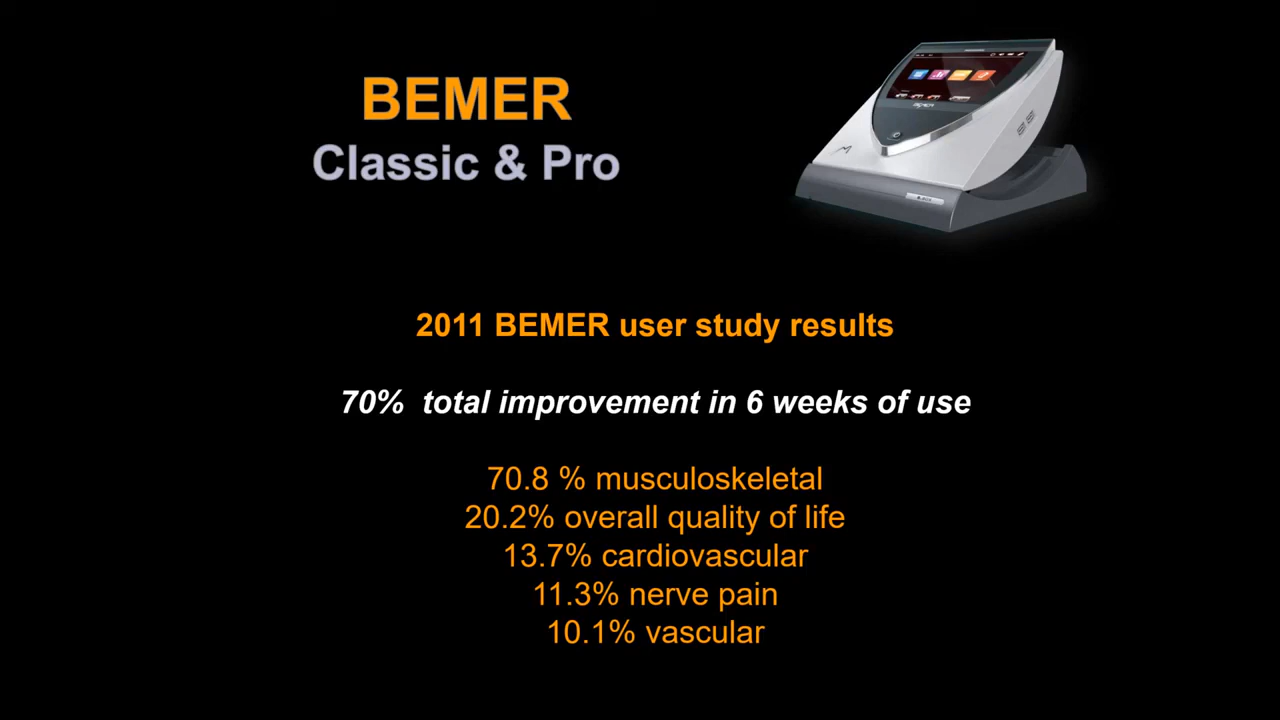 BEMER
Classic & Pro
2011 BEMER user study results
70% total improvement in 6 weeks of use
70.8 % musculoskeletal
20.2% overall quality of life
13.7% cardiovascular
11.3% nerve pain
10.1% vascular